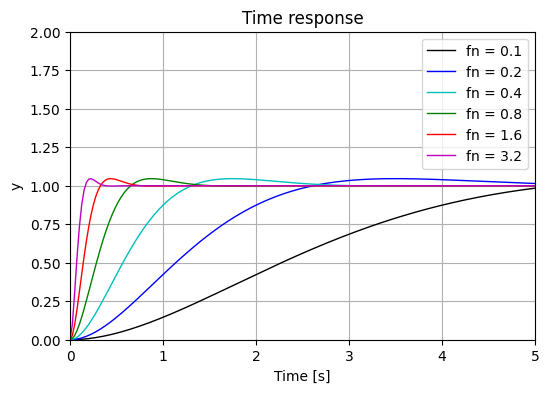 Time response
2.00
1.75
1.50
1.25
1.00
0.75
0.50
0.25
0.00
y
fn = 0.1
fn = 0.2
fn = 0.4
fn = 0.8
fn = 1.6
fn = 3.2
0 1 2 3 4 5
Time [s]